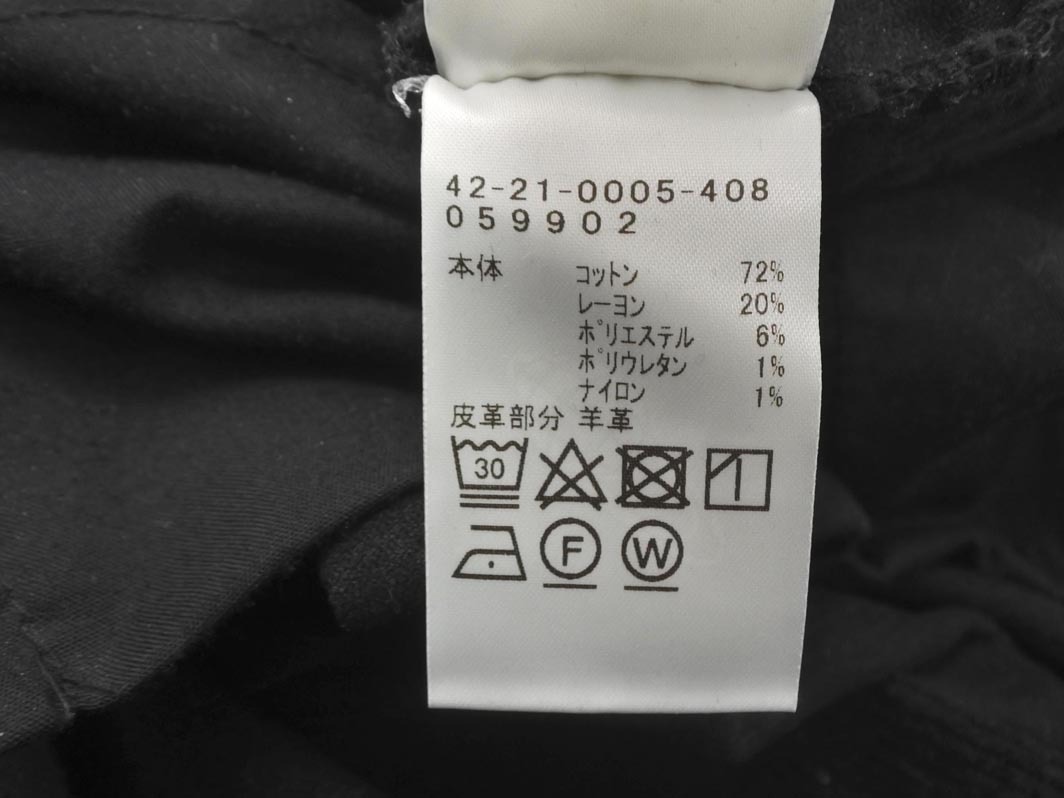 42-21-0005-408
059902
本体 コットン 72%
レーヨン 20%
ポリエステル 6%
ポリウレタン 1%
ナイロン 1%
皮革部分 羊革
30
F W